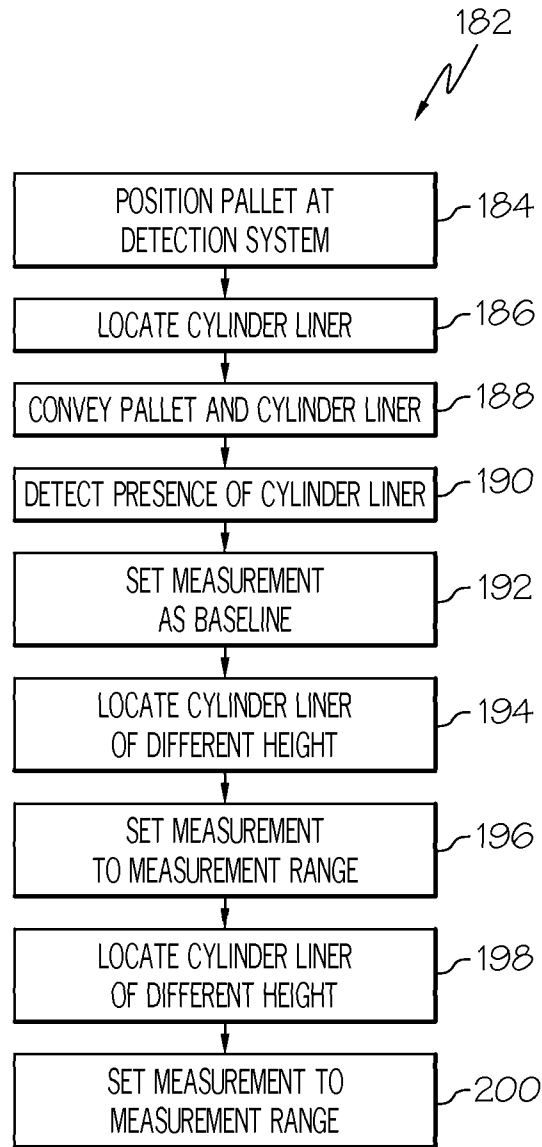 182
POSITION PALLET AT
DETECTION SYSTEM
184
LOCATE CYLINDER LINER
186
CONVEY PALLET AND CYLINDER LINER
188
DETECT PRESENCE OF CYLINDER LINER
190
SET MEASUREMENT
AS BASELINE
192
LOCATE CYLINDER LINER
OF DIFFERENT HEIGHT
194
SET MEASUREMENT
TO MEASUREMENT RANGE
196
LOCATE CYLINDER LINER
OF DIFFERENT HEIGHT
198
SET MEASUREMENT TO
MEASUREMENT RANGE
200